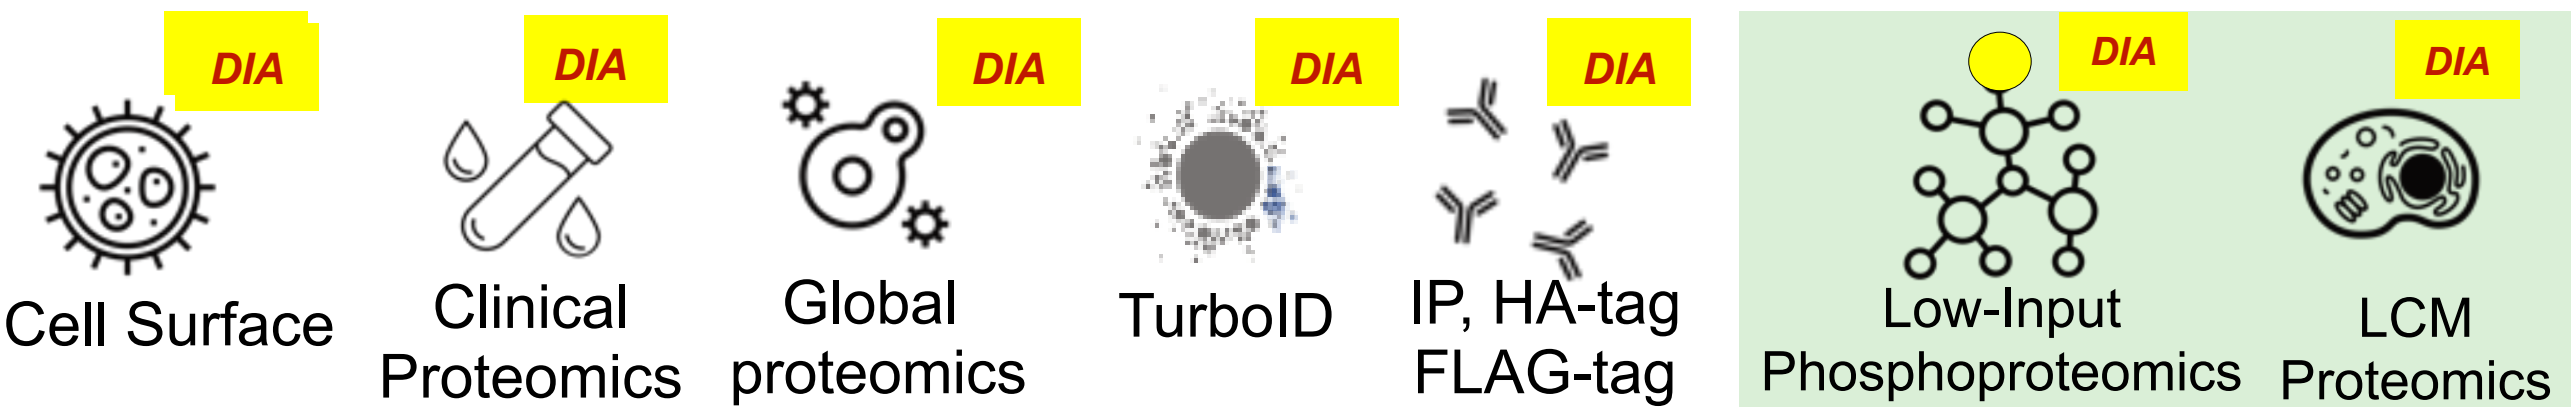 DIA
DIA
DIA
DIA
DIA
DIA
DIA
Cell Surface
Clinical
Proteomics
Global
proteomics
TurboID
IP, HA-tag
FLAG-tag
Low-Input
Phosphoproteomics
LCM
Proteomics